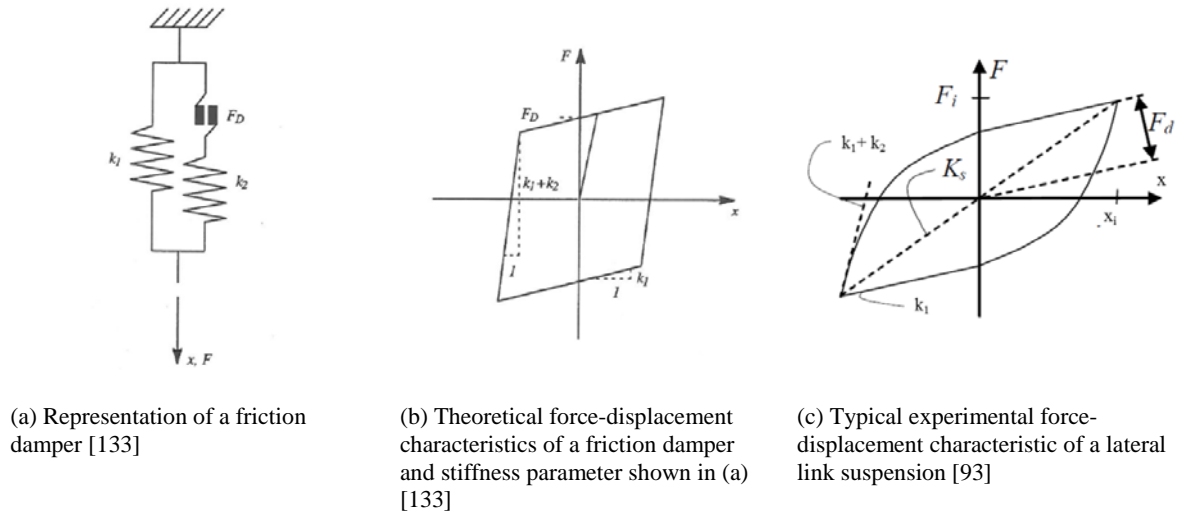 F_D
k_1
k_2
x, F
F
F_D
k_1+k_2
x
1
k_1
1
F
F_i
F_d
k_1+ k_2
K_s
x
x_i
k_1
(a) Representation of a friction
damper [133]
(b) Theoretical force-displacement
characteristics of a friction damper
and stiffness parameter shown in (a)
[133]
(c) Typical experimental force-
displacement characteristic of a lateral
link suspension [93]